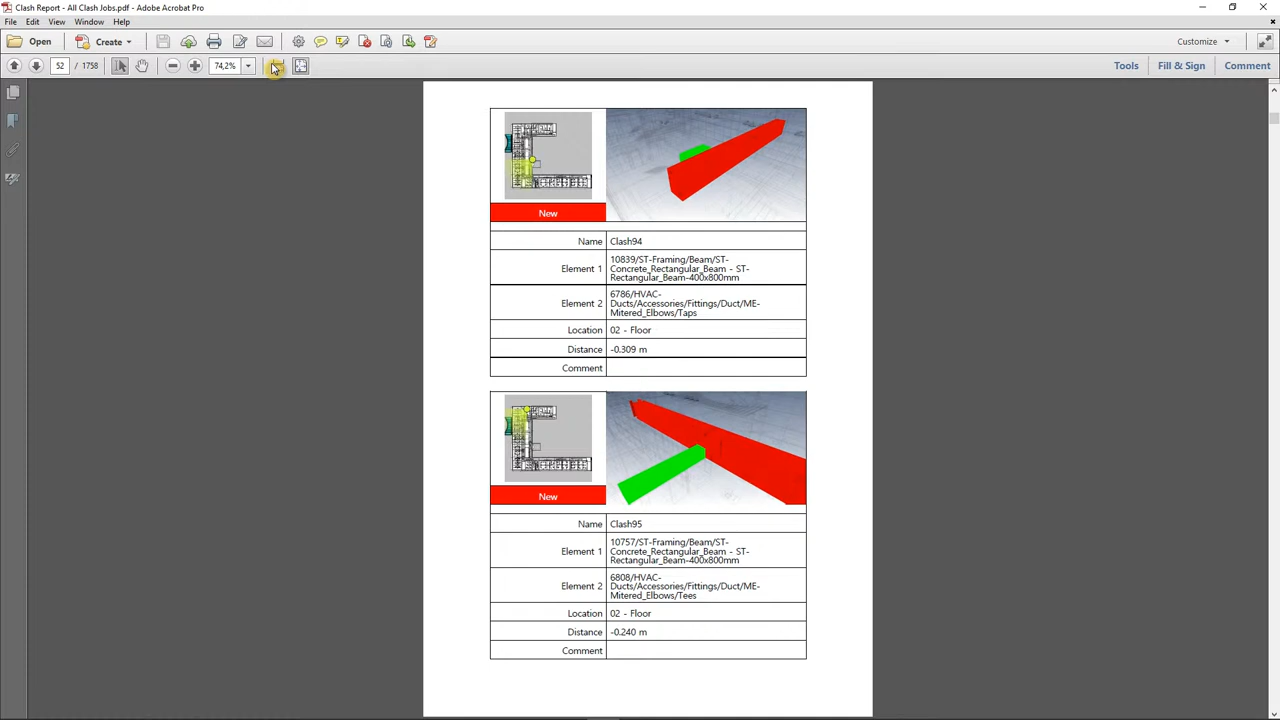 Clash Report - All Clash Jobs.pdf - Adobe Acrobat Pro
File Edit View Window Help
Open Create Customize
52 / 1758 74,2% Tools Fill & Sign Comment
New
Name Clash94
Element 1 10839/ST-Framing/Beam/ST-
Concrete_Rectangular_Beam - ST-
Rectangular_Beam-400x800mm
Element 2 6786/HVAC-
Ducts/Accessories/Fittings/Duct/ME-
Mitered_Elbows/Taps
Location 02 - Floor
Distance -0.309 m
Comment
New
Name Clash95
Element 1 10757/ST-Framing/Beam/ST-
Concrete_Rectangular_Beam - ST-
Rectangular_Beam-400x800mm
Element 2 6808/HVAC-
Ducts/Accessories/Fittings/Duct/ME-
Mitered_Elbows/Tees
Location 02 - Floor
Distance -0.240 m
Comment